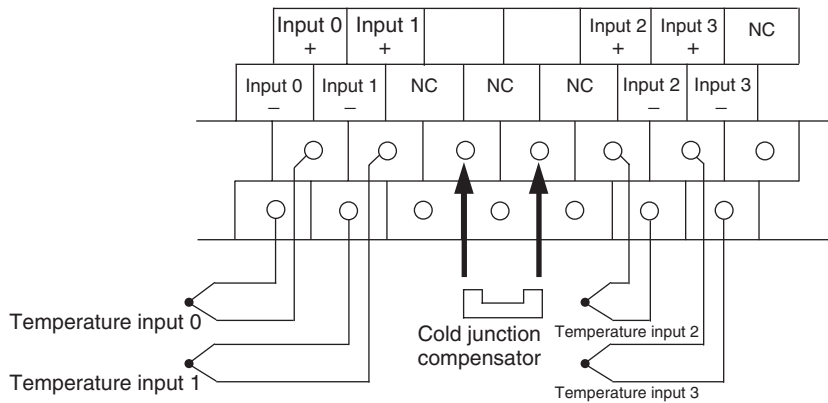 Input 0 Input 1 Input 2 Input 3 NC
+ + + +
Input 0 Input 1 NC NC NC Input 2 Input 3
− − − −
Temperature input 0
Cold junction
compensator
Temperature input 2
Temperature input 1
Temperature input 3